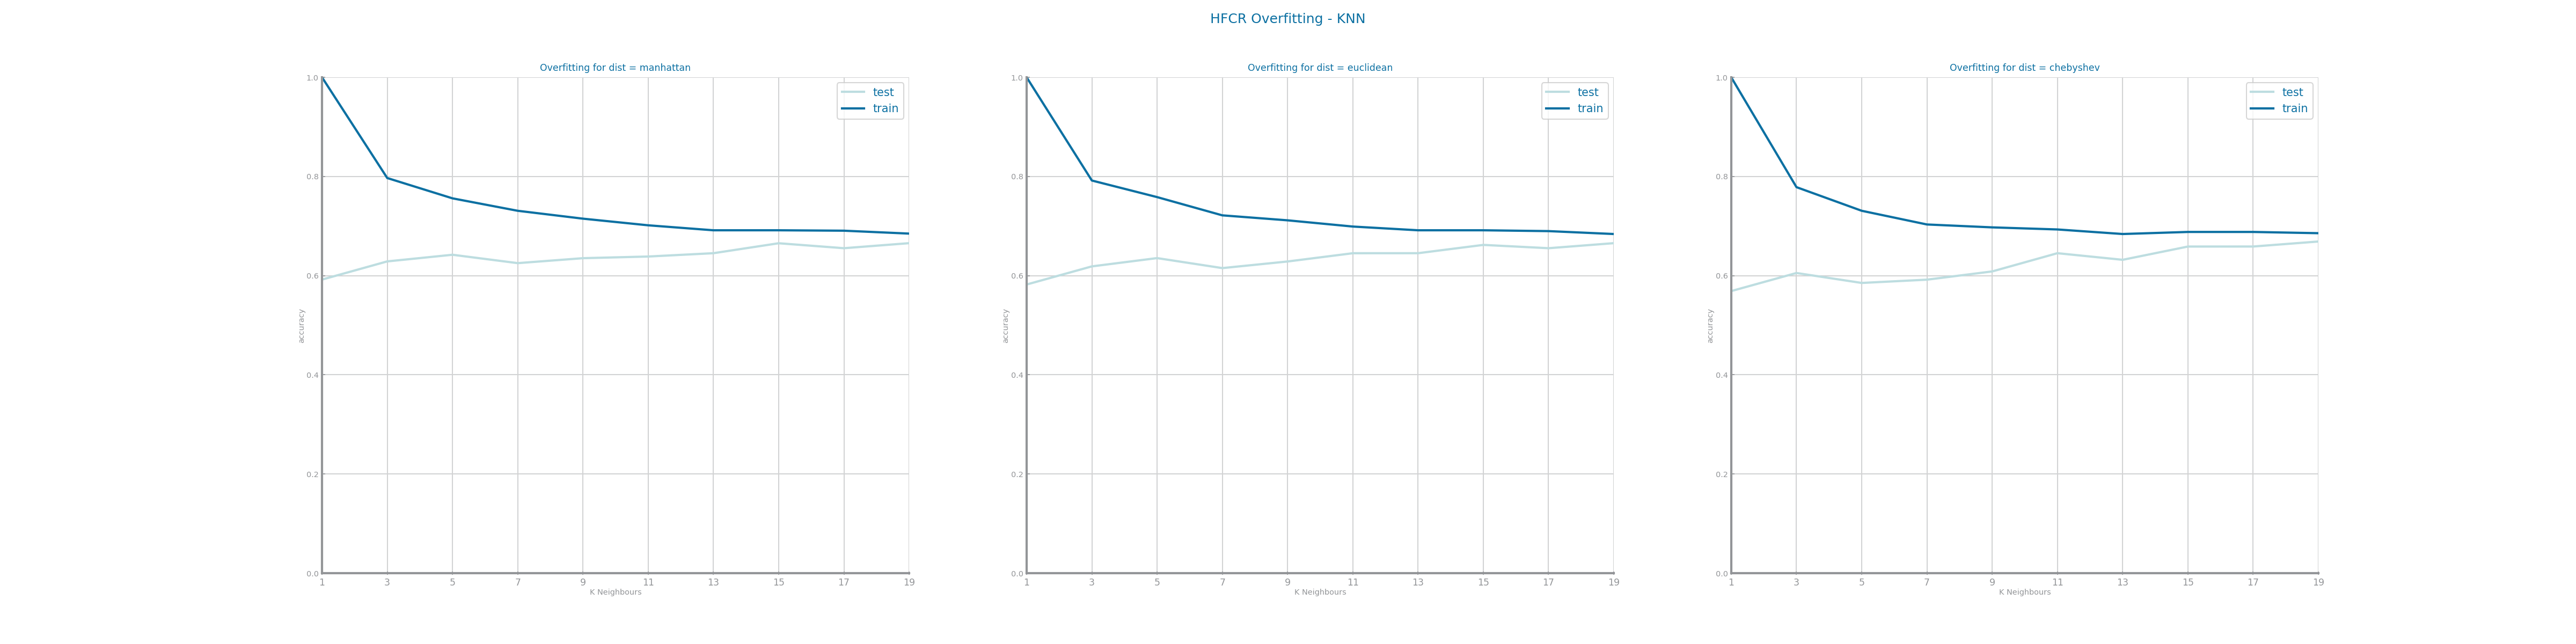 HFCR Overfitting - KNN
Overfitting for dist = manhattan
1.0
0.8
0.6
0.4
0.2
0.0
accuracy
test
train
1 3 5 7 9 11 13 15 17 19
K Neighbours
Overfitting for dist = euclidean
1.0
0.8
0.6
0.4
0.2
0.0
accuracy
test
train
1 3 5 7 9 11 13 15 17 19
K Neighbours
Overfitting for dist = chebyshev
1.0
0.8
0.6
0.4
0.2
0.0
accuracy
test
train
1 3 5 7 9 11 13 15 17 19
K Neighbours